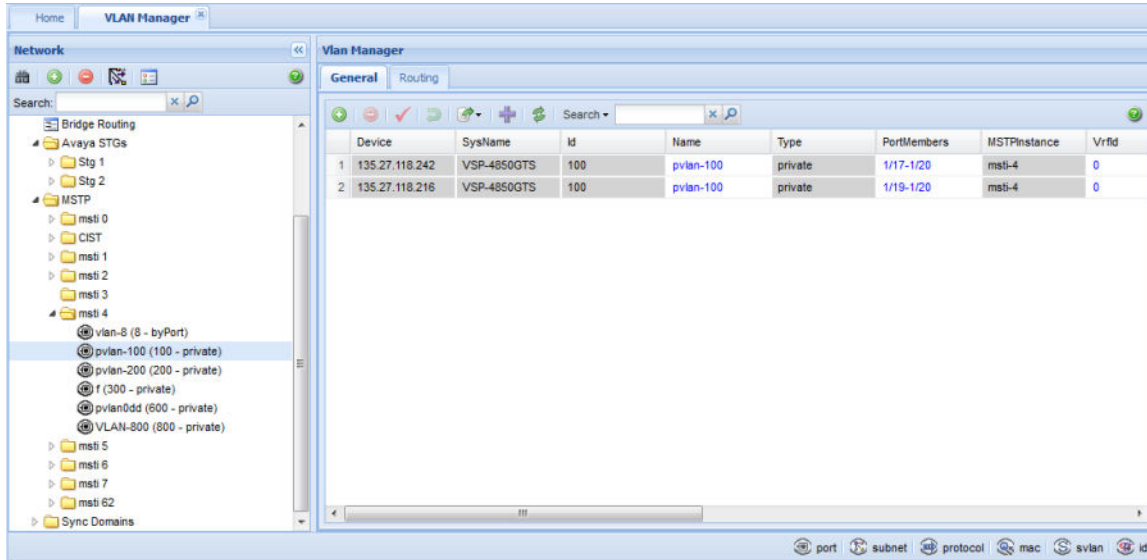 Home VLAN Manager
Network
Search:
Bridge Routing
Avaya STGs
Stg 1
Stg 2
MSTP
msti 0
CIST
msti 1
msti 2
msti 3
msti 4
vlan-8 (8 - byPort)
pvlan-100 (100 - private)
pvlan-200 (200 - private)
f (300 - private)
pvlan0dd (600 - private)
VLAN-800 (800 - private)
msti 5
msti 6
msti 7
msti 62
Sync Domains
Vlan Manager
General Routing
Search
Device SysName Id Name Type PortMembers MSTPInstance VrfId
1 135.27.118.242 VSP-4850GTS 100 pvlan-100 private 1/17-1/20 msti-4 0
2 135.27.118.216 VSP-4850GTS 100 pvlan-100 private 1/19-1/20 msti-4 0
port subnet protocol mac svlan id